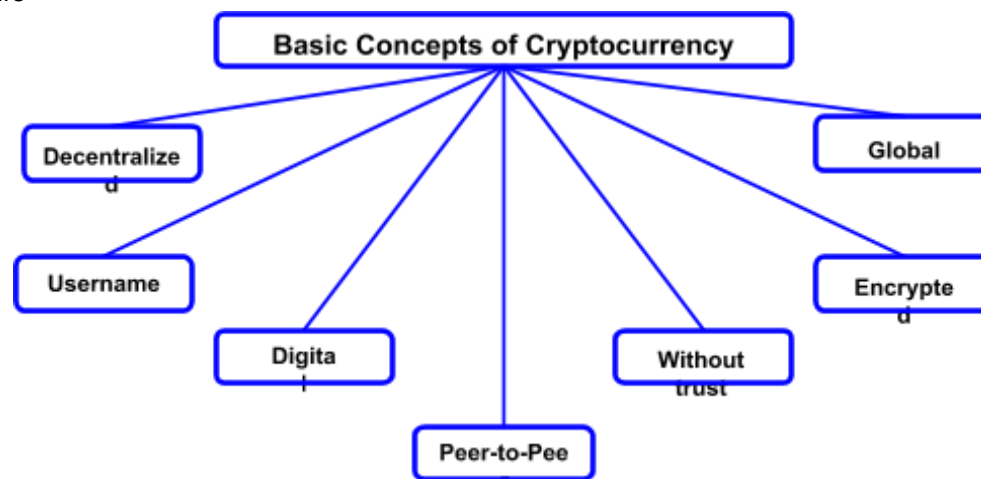 Basic Concepts of Cryptocurrency
Decentralize
d
Global
Username
Encrypte
d
Digita
l
Without
trust
Peer-to-Pee